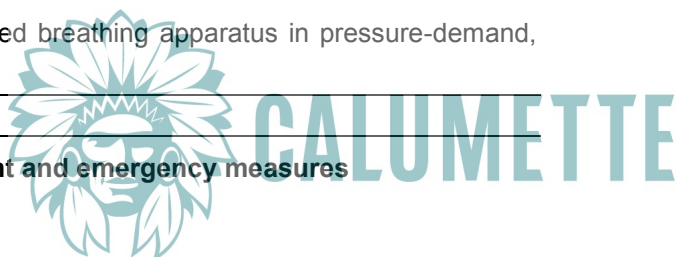 ed breathing apparatus in pressure-demand,
CALUMETTE
nt and emergency measures